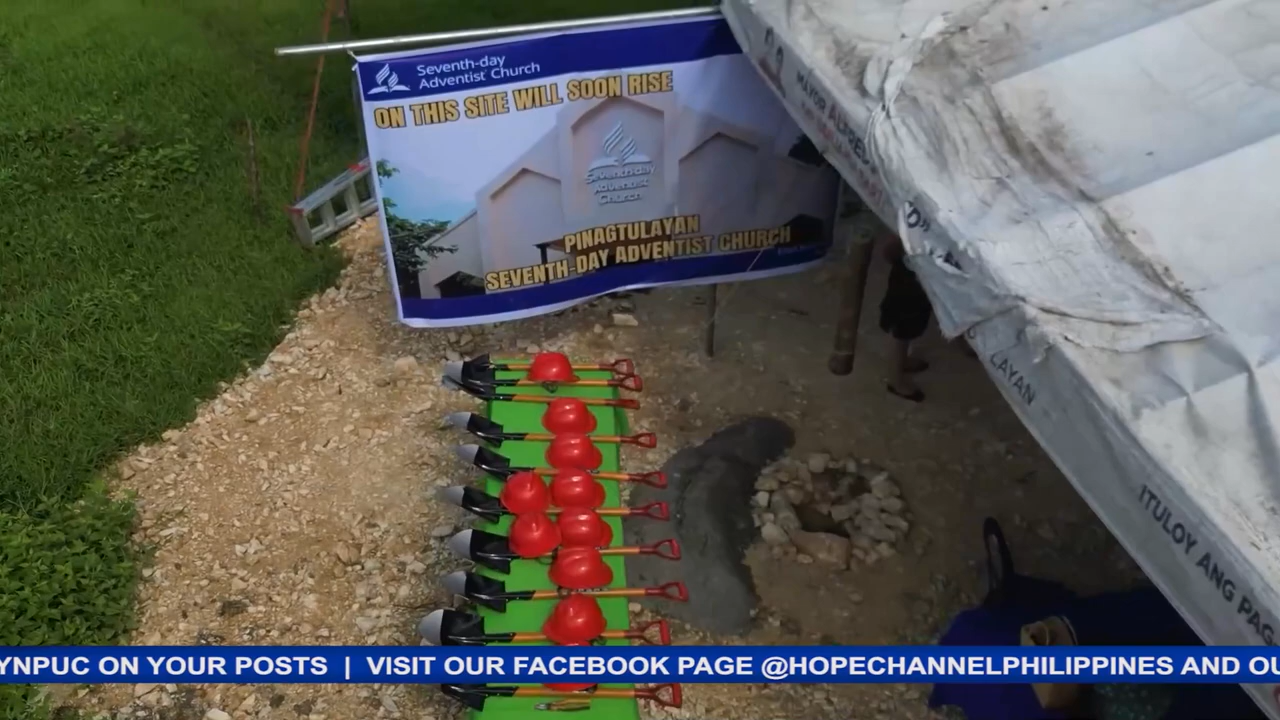 Seventh-day
Adventist Church
ON THIS SITE WILL SOON RISE
Seventh-day
Adventist
Church
PINAGTULAYAN
SEVENTH-DAY ADVENTIST CHURCH
MAYOR
LAYAN
ITULOY ANG PAG
YNPUC ON YOUR POSTS | VISIT OUR FACEBOOK PAGE @HOPECHANNELPHILIPPINES AND OU